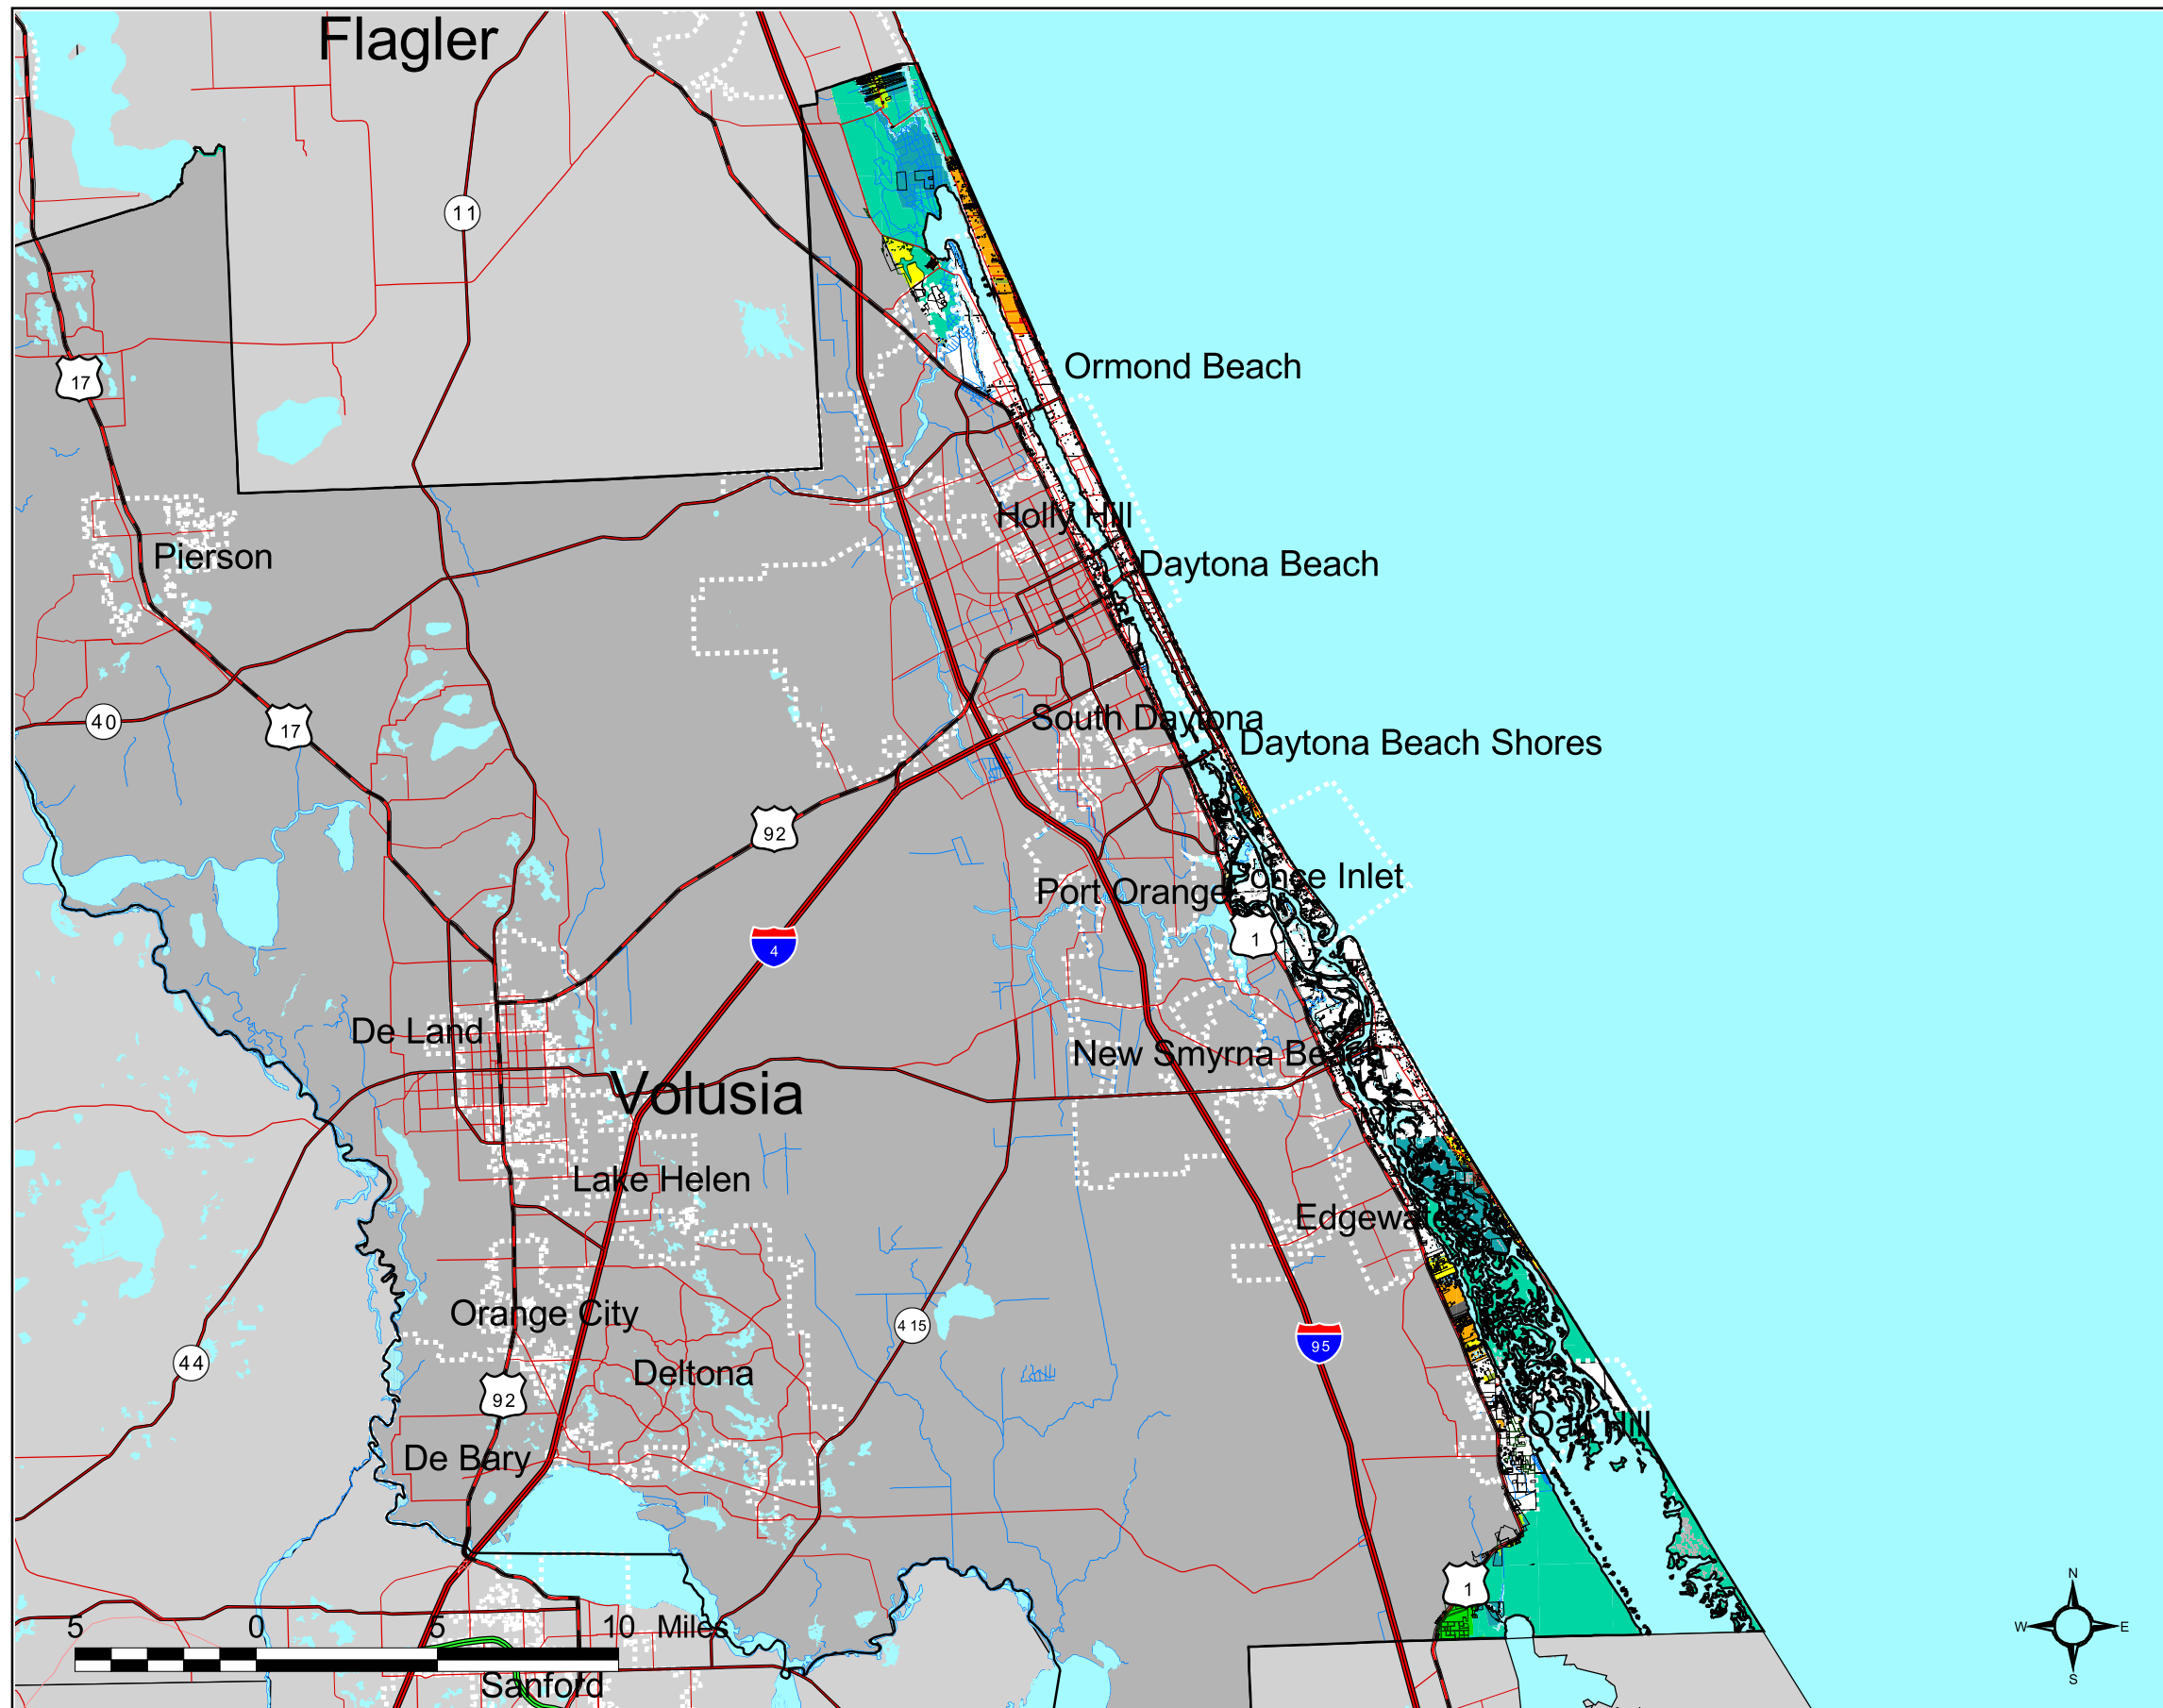 Flagler
11
Ormond Beach
17
Holly Hill
Pierson
Daytona Beach
40
17
South Daytona
Daytona Beach Shores
92
Port Orange
Ponce Inlet
1
4
De Land
New Smyrna Beach
Volusia
Lake Helen
Edgewater
Orange City
4 15
95
44
Deltona
92
Oak Hill
De Bary
1
5 0 5 10 Miles
Sanford
N
W E
S